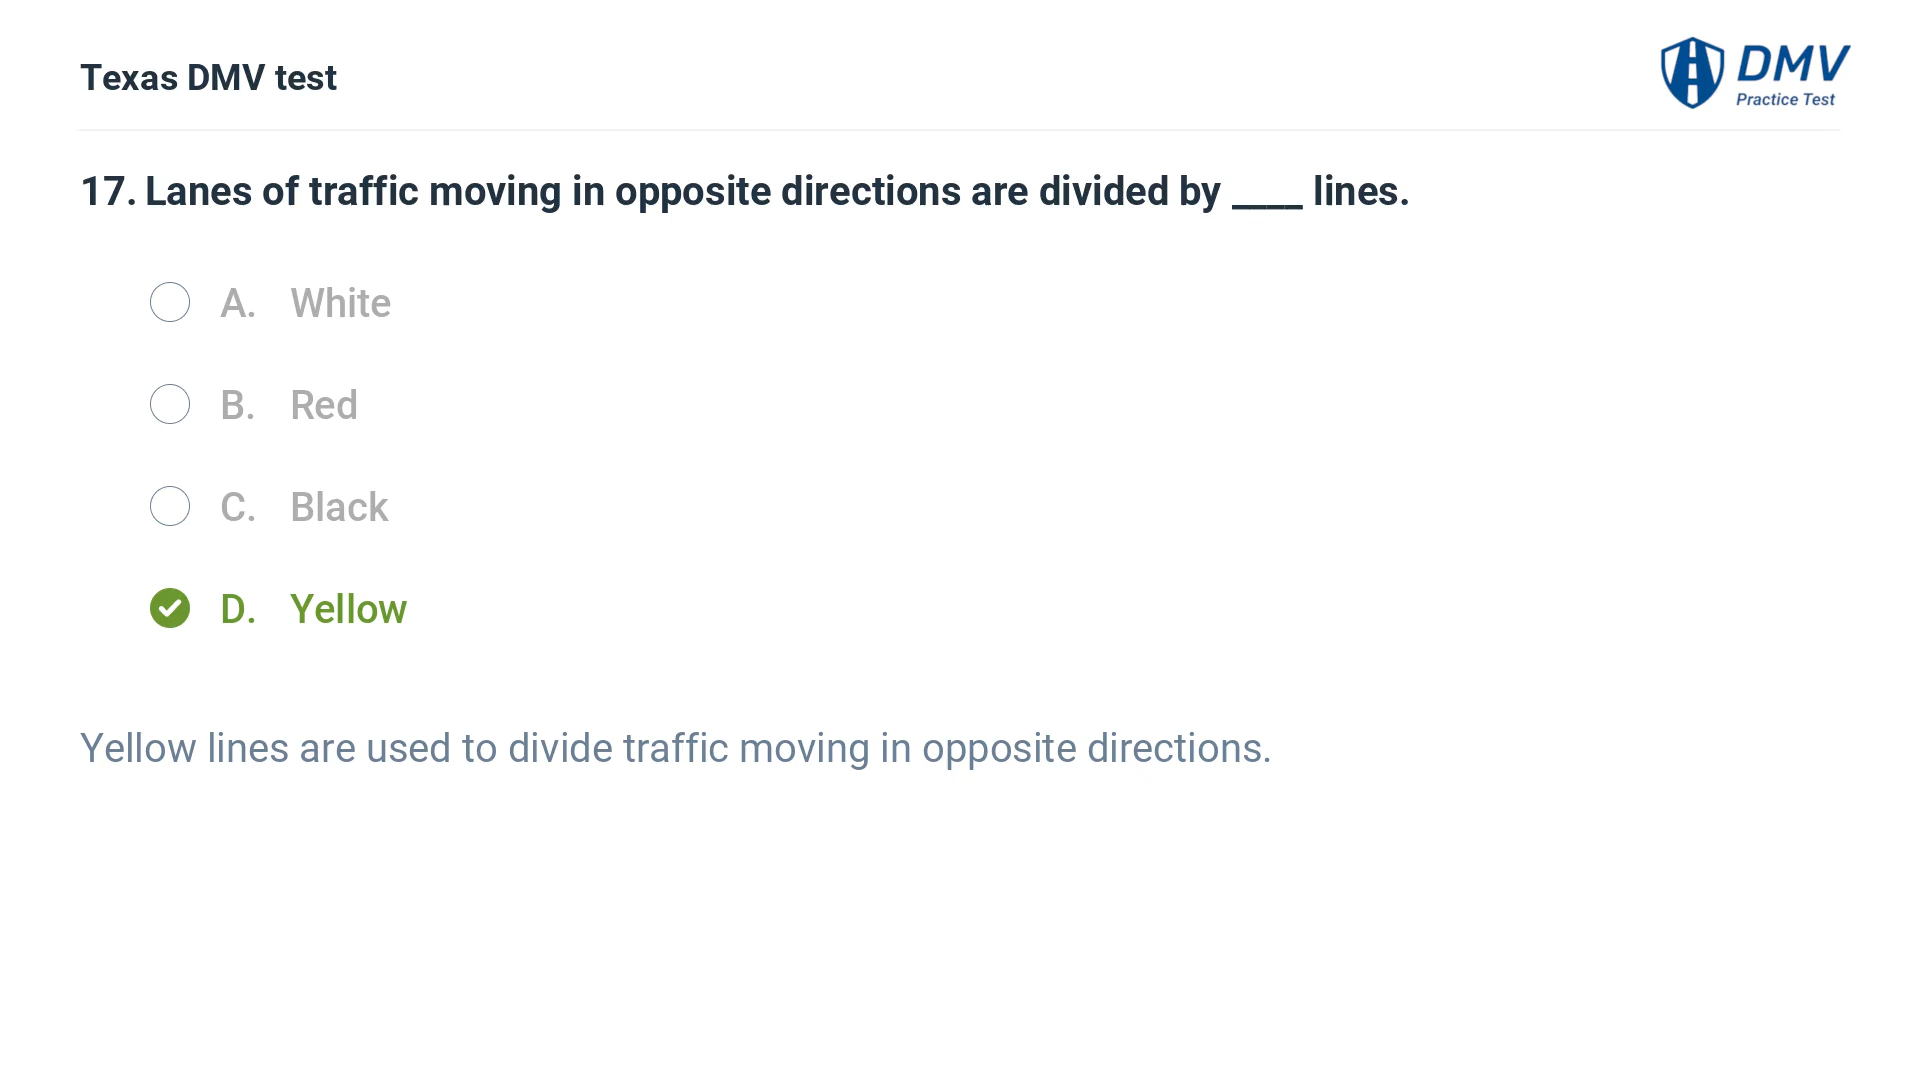 Texas DMV test
DMV
Practice Test
17. Lanes of traffic moving in opposite directions are divided by ____ lines.
A. White
B. Red
C. Black
D. Yellow
Yellow lines are used to divide traffic moving in opposite directions.